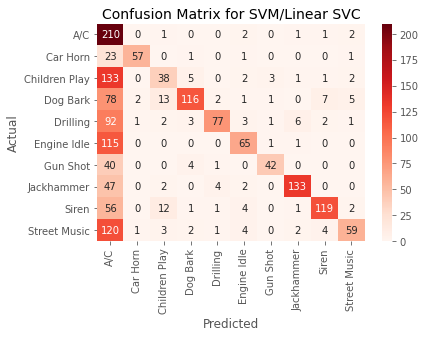 Confusion Matrix for SVM/Linear SVC
A/C 210 0 1 0 0 2 0 1 1 2
Car Horn 23 57 0 1 0 1 0 0 0 1
Children Play 133 0 38 5 0 2 3 1 1 2
Dog Bark 78 2 13 116 2 1 1 0 7 5
Drilling 92 1 2 3 77 3 1 6 2 1
Engine Idle 115 0 0 0 0 65 1 1 0 0
Gun Shot 40 0 0 4 1 0 42 0 0 0
Jackhammer 47 0 2 0 4 2 0 133 0 0
Siren 56 0 12 1 1 4 0 1 119 2
Street Music 120 1 3 2 1 4 0 2 4 59
A/C
Car Horn
Children Play
Dog Bark
Drilling
Engine Idle
Gun Shot
Jackhammer
Siren
Street Music
Predicted
Actual
200
175
150
125
100
75
50
25
0